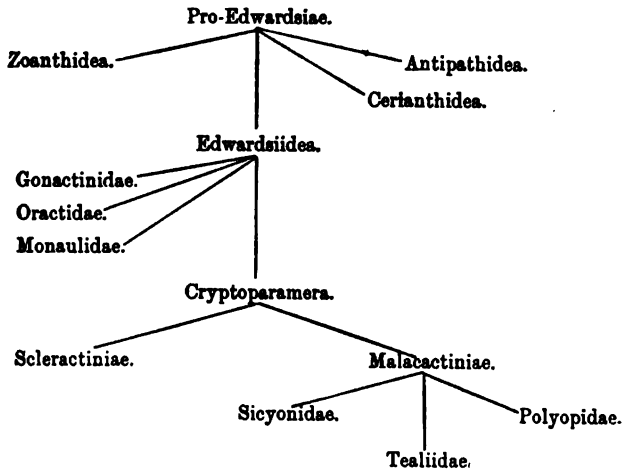 Pro-Edwardsiae.
Zoanthidea.
Antipathidea.
Cerianthidea.
Edwardsiidea.
Gonactinidae.
Oractidae.
Monaulidae.
Cryptoparamera.
Scleractiniae.
Malacactiniae.
Sicyonidae.
Polyopidae.
Tealiidae.